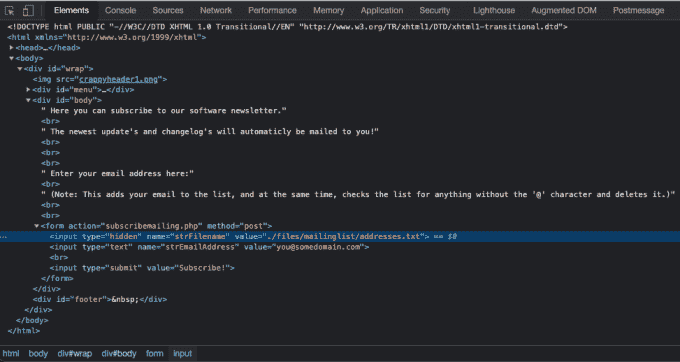 Elements Console Sources Network Performance Memory Application Security Lighthouse Augmented DOM Postmessage
<!DOCTYPE html PUBLIC "-//W3C//DTD XHTML 1.0 Transitional//EN" "http://www.w3.org/TR/xhtml1/DTD/xhtml1-transitional.dtd">
<html xmlns="http://www.w3.org/1999/xhtml">
<head>…</head>
<body>
<div id="wrap">
<img src="crappyheader1.png">
<div id="menu">…</div>
<div id="body">
" Here you can subscribe to our software newsletter."
<br>
" The newest update's and changelog's will automaticly be mailed to you!"
<br>
<br>
<br>
" Enter your email address here:"
<br>
" (Note: This adds your email to the list, and at the same time, checks the list for anything without the '@' character and deletes it.)"
<br>
<br>
<form action="subscribemailing.php" method="post">
… <input type="hidden" name="strFilename" value="./files/mailinglist/addresses.txt"> == $0
<input type="text" name="strEmailAddress" value="you@somedomain.com">
<br>
<input type="submit" value="Subscribe!">
</form>
</div>
<div id="footer">&nbsp;</div>
</div>
</body>
</html>
html body div#wrap div#body form input